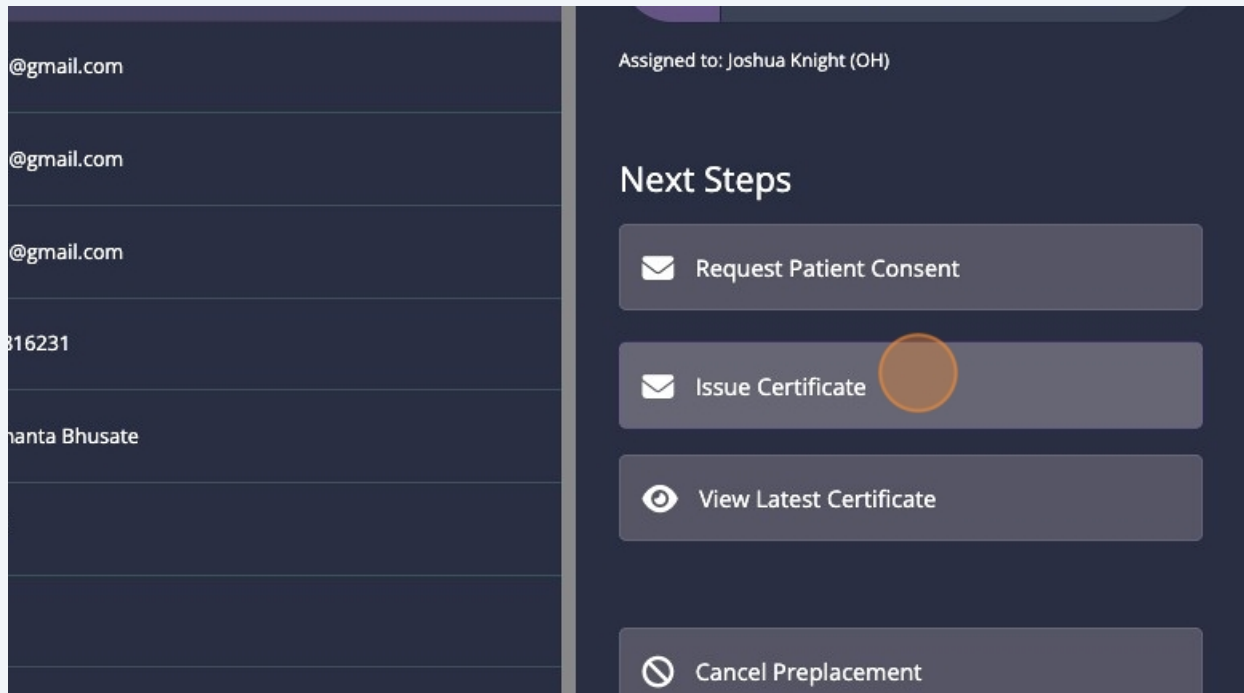 @gmail.com
@gmail.com
@gmail.com
316231
nanta Bhusate
Assigned to: Joshua Knight (OH)
Next Steps
Request Patient Consent
Issue Certificate
View Latest Certificate
Cancel Preplacement